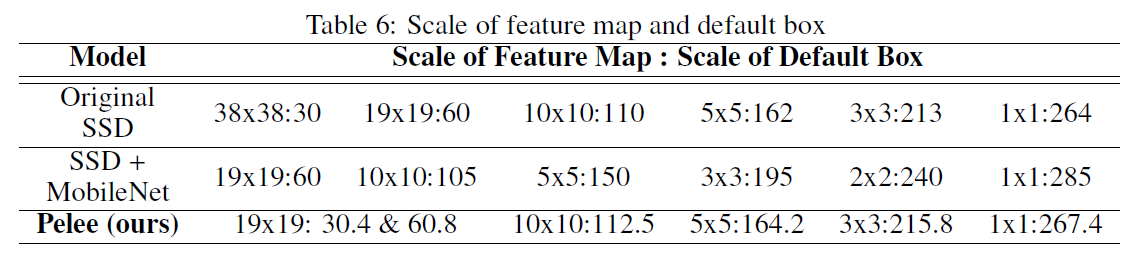 Table 6: Scale of feature map and default box
Model Scale of Feature Map : Scale of Default Box
Original
SSD 38x38:30 19x19:60 10x10:110 5x5:162 3x3:213 1x1:264
SSD +
MobileNet 19x19:60 10x10:105 5x5:150 3x3:195 2x2:240 1x1:285
Pelee (ours) 19x19: 30.4 & 60.8 10x10:112.5 5x5:164.2 3x3:215.8 1x1:267.4